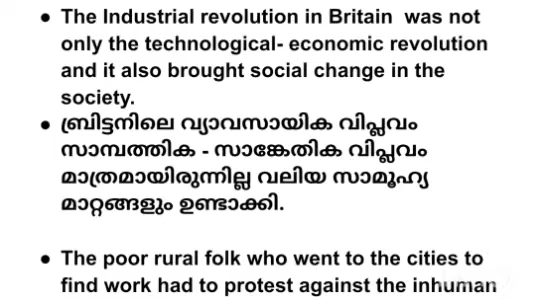 ● The Industrial revolution in Britain was not
only the technological- economic revolution
and it also brought social change in the
society.
● ബ്രിട്ടനിലെ വ്യാവസായിക വിപ്ലവം
സാമ്പത്തിക - സാങ്കേതിക വിപ്ലവം
മാത്രമായിരുന്നില്ല വലിയ സാമൂഹ്യ
മാറ്റങ്ങളും ഉണ്ടാക്കി.
● The poor rural folk who went to the cities to
find work had to protest against the inhuman